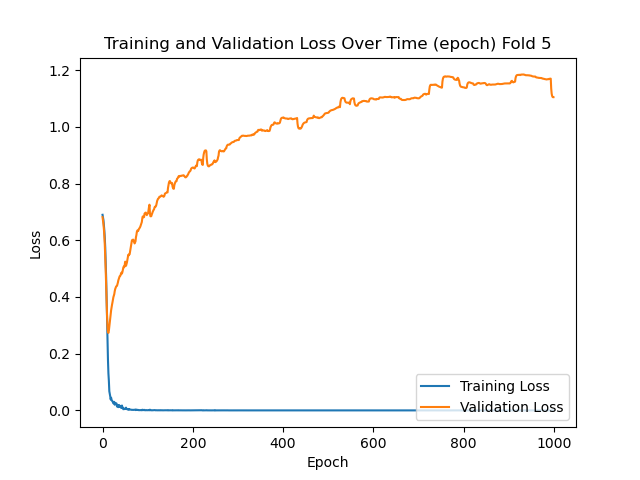 Training and Validation Loss Over Time (epoch) Fold 5
1.2
1.0
0.8
0.6
0.4
0.2
0.0
Loss
Training Loss
Validation Loss
0 200 400 600 800 1000
Epoch